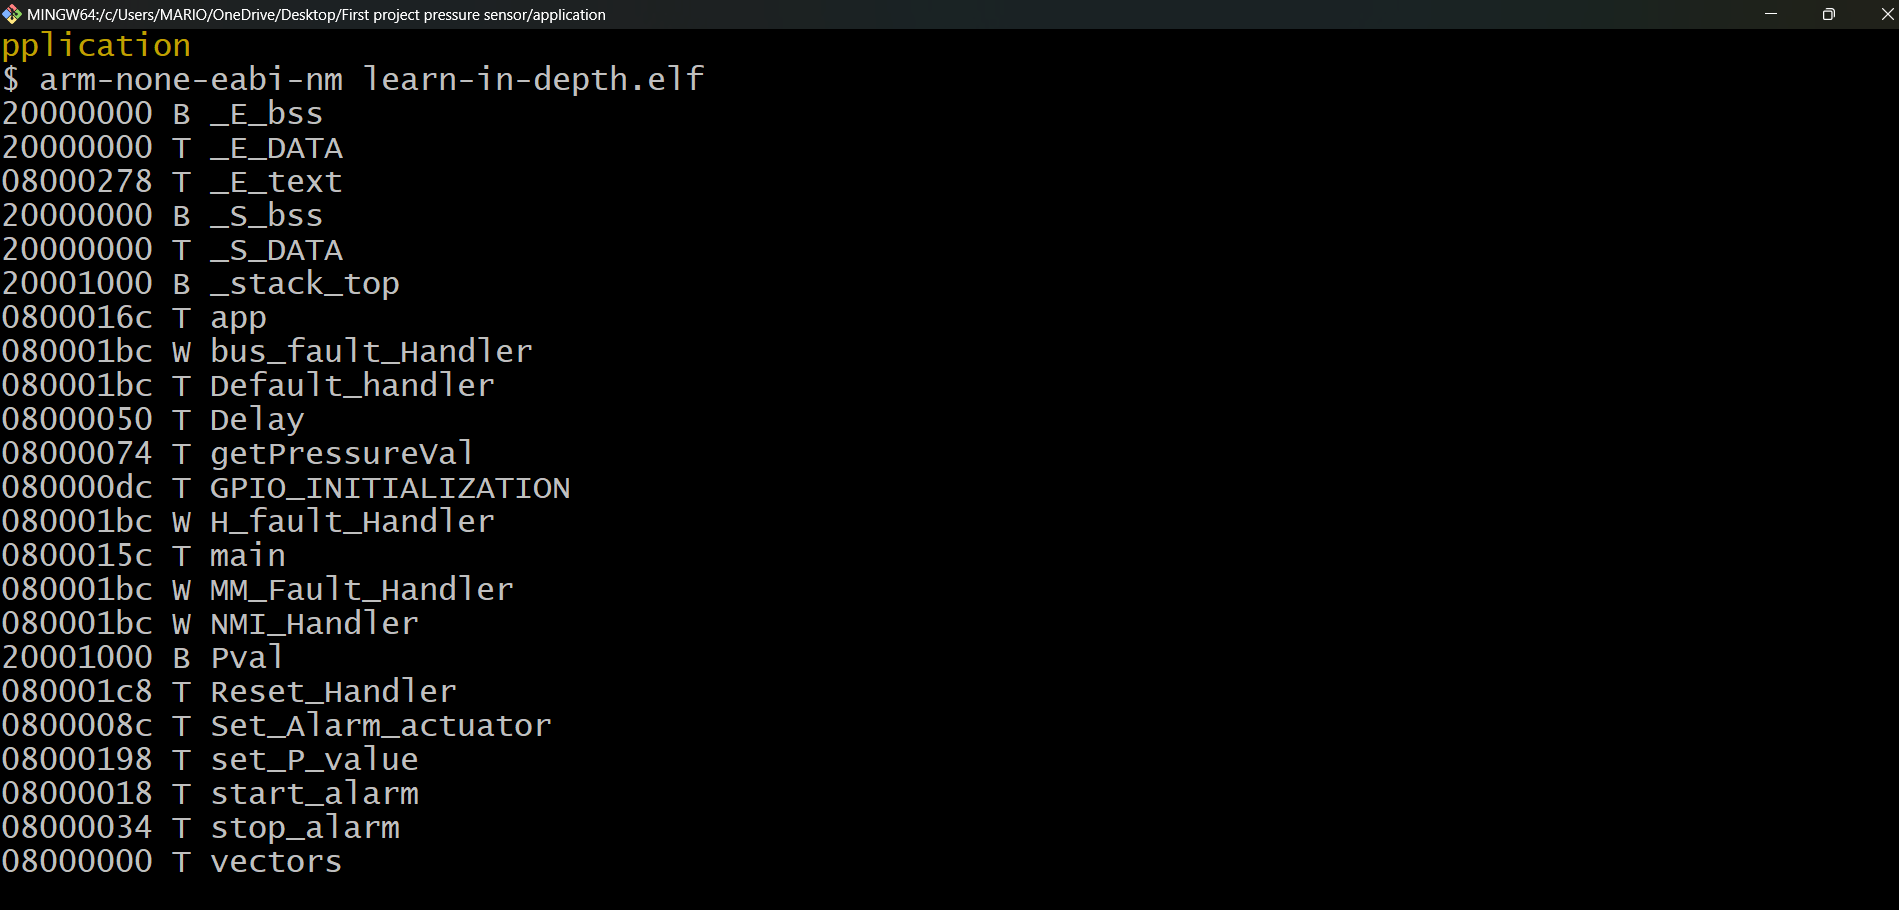 MINGW64:/c/Users/MARIO/OneDrive/Desktop/First project pressure sensor/application
pplication
$ arm-none-eabi-nm learn-in-depth.elf
20000000 B _E_bss
20000000 T _E_DATA
08000278 T _E_text
20000000 B _S_bss
20000000 T _S_DATA
20001000 B _stack_top
0800016c T app
080001bc W bus_fault_Handler
080001bc T Default_handler
08000050 T Delay
08000074 T getPressureVal
080000dc T GPIO_INITIALIZATION
080001bc W H_fault_Handler
0800015c T main
080001bc W MM_Fault_Handler
080001bc W NMI_Handler
20001000 B Pval
080001c8 T Reset_Handler
0800008c T Set_Alarm_actuator
08000198 T set_P_value
08000018 T start_alarm
08000034 T stop_alarm
08000000 T vectors